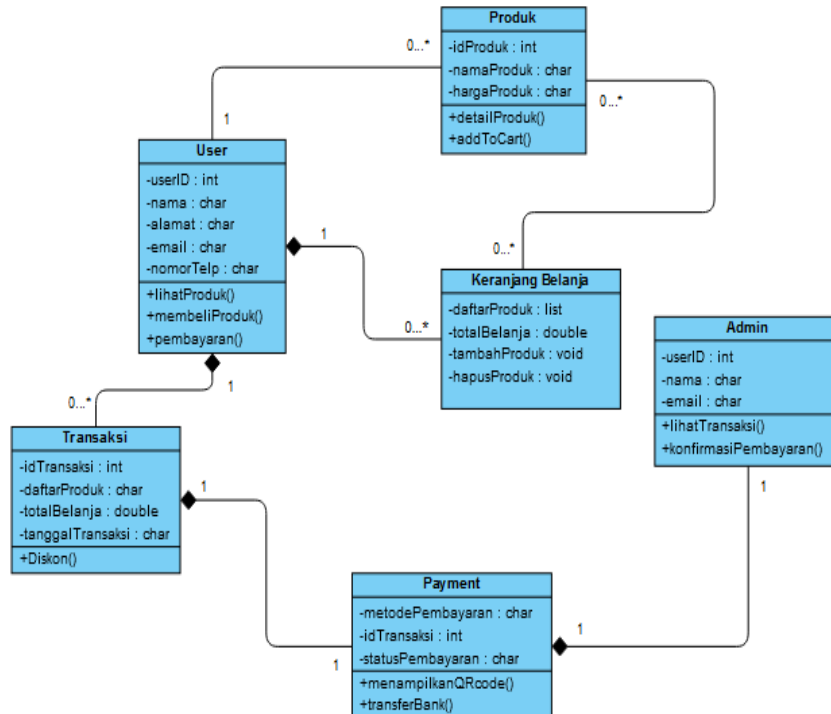 Produk
-idProduk : int
-namaProduk : char
-hargaProduk : char
+detailProduk()
+addToCart()
0...*
1
0...*
User
-userID : int
-nama : char
-alamat : char
-email : char
-nomorTelp : char
+lihatProduk()
+membeliProduk()
+pembayaran()
1
0...*
0...*
Keranjang Belanja
-daftarProduk : list
-totalBelanja : double
-tambahProduk : void
-hapusProduk : void
Admin
-userID : int
-nama : char
-email : char
+lihatTransaksi()
+konfirmasiPembayaran()
1
0...*
Transaksi
-idTransaksi : int
-daftarProduk : char
-totalBelanja : double
-tanggalTransaksi : char
+Diskon()
1
1
Payment
-metodePembayaran : char
-idTransaksi : int
-statusPembayaran : char
+menampilkanQRcode()
+transferBank()
1
1